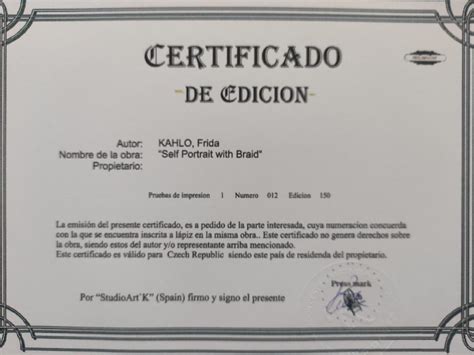 CERTIFICADO
-DE EDICION-
Autor: KAHLO, Frida
Nombre de la obra: "Self Portrait with Braid"
Propietario:
Pruebas de impresion 1 Numero 012 Edicion 150
La emisión del presente certificado, es a pedido de la parte interesada, cuya numeracion concuerda
con la que se encuentra inscrita a lápiz en la misma obra.. Este certificado no genera derechos sobre
la obra, siendo estos del autor y/o representante arriba mencionado.
Este certificado es válido para Czech Republic siendo este país de residenda del propietario.
Press mark
Por "StudioArt´K" (Spain) firmo y signo el presente